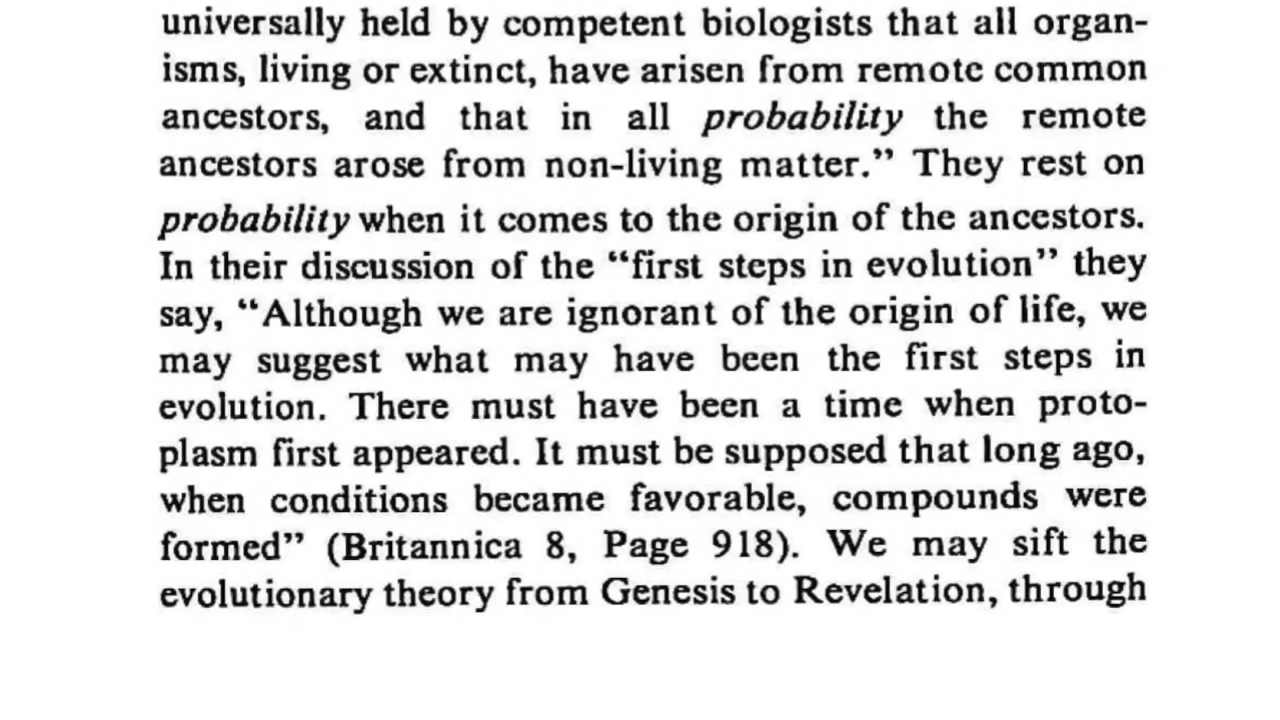 universally held by competent biologists that all organ-
isms, living or extinct, have arisen from remote common
ancestors, and that in all probability the remote
ancestors arose from non-living matter.” They rest on
probability when it comes to the origin of the ancestors.
In their discussion of the “first steps in evolution” they
say, “Although we are ignorant of the origin of life, we
may suggest what may have been the first steps in
evolution. There must have been a time when proto-
plasm first appeared. It must be supposed that long ago,
when conditions became favorable, compounds were
formed” (Britannica 8, Page 918). We may sift the
evolutionary theory from Genesis to Revelation, through